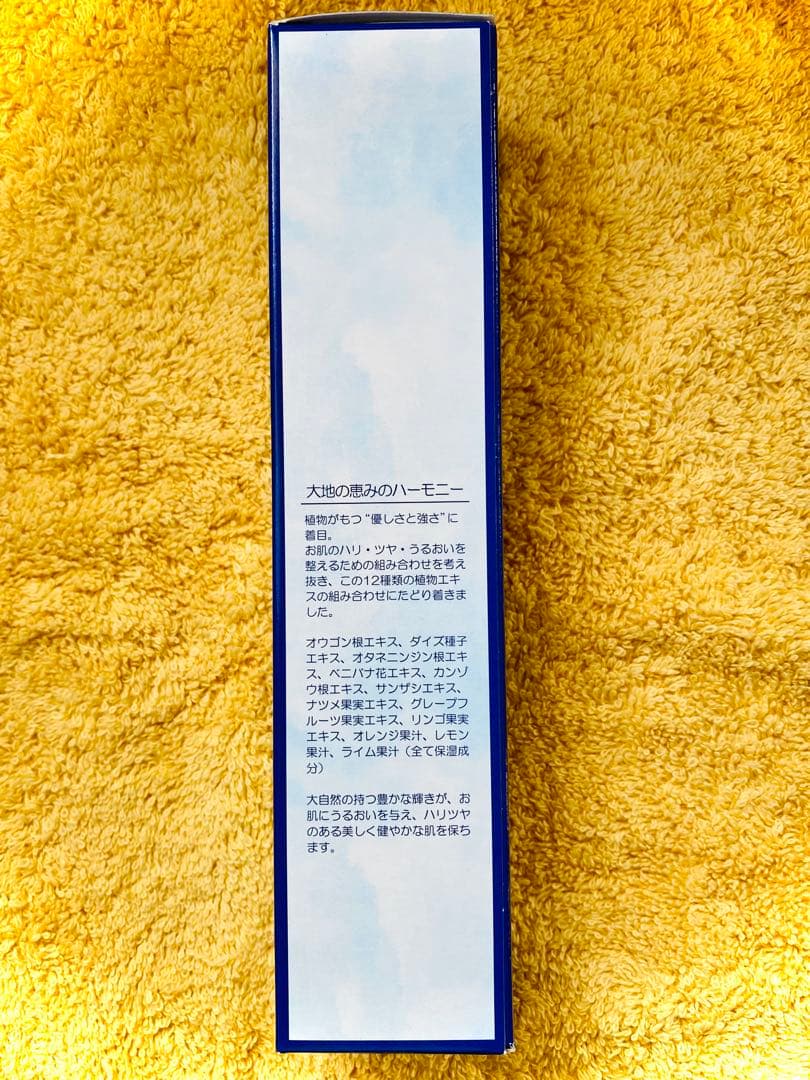 大地の恵みのハーモニー
植物がもつ“優しさと強さ”に
着目。
お肌のハリ・ツヤ・うるおいを
整えるための組み合わせを考え
抜き、この12種類の植物エキ
スの組み合わせにたどり着きま
した。
オウゴン根エキス、ダイズ種子
エキス、オタネニンジン根エキ
ス、ベニバナ花エキス、カンゾ
ウ根エキス、サンザシエキス、
ナツメ果実エキス、グレープフ
ルーツ果実エキス、リンゴ果実
エキス、オレンジ果汁、レモン
果汁、ライム果汁（全て保湿成
分）
大自然の持つ豊かな輝きが、お
肌にうるおいを与え、ハリツヤ
のある美しく健やかな肌を保ち
ます。